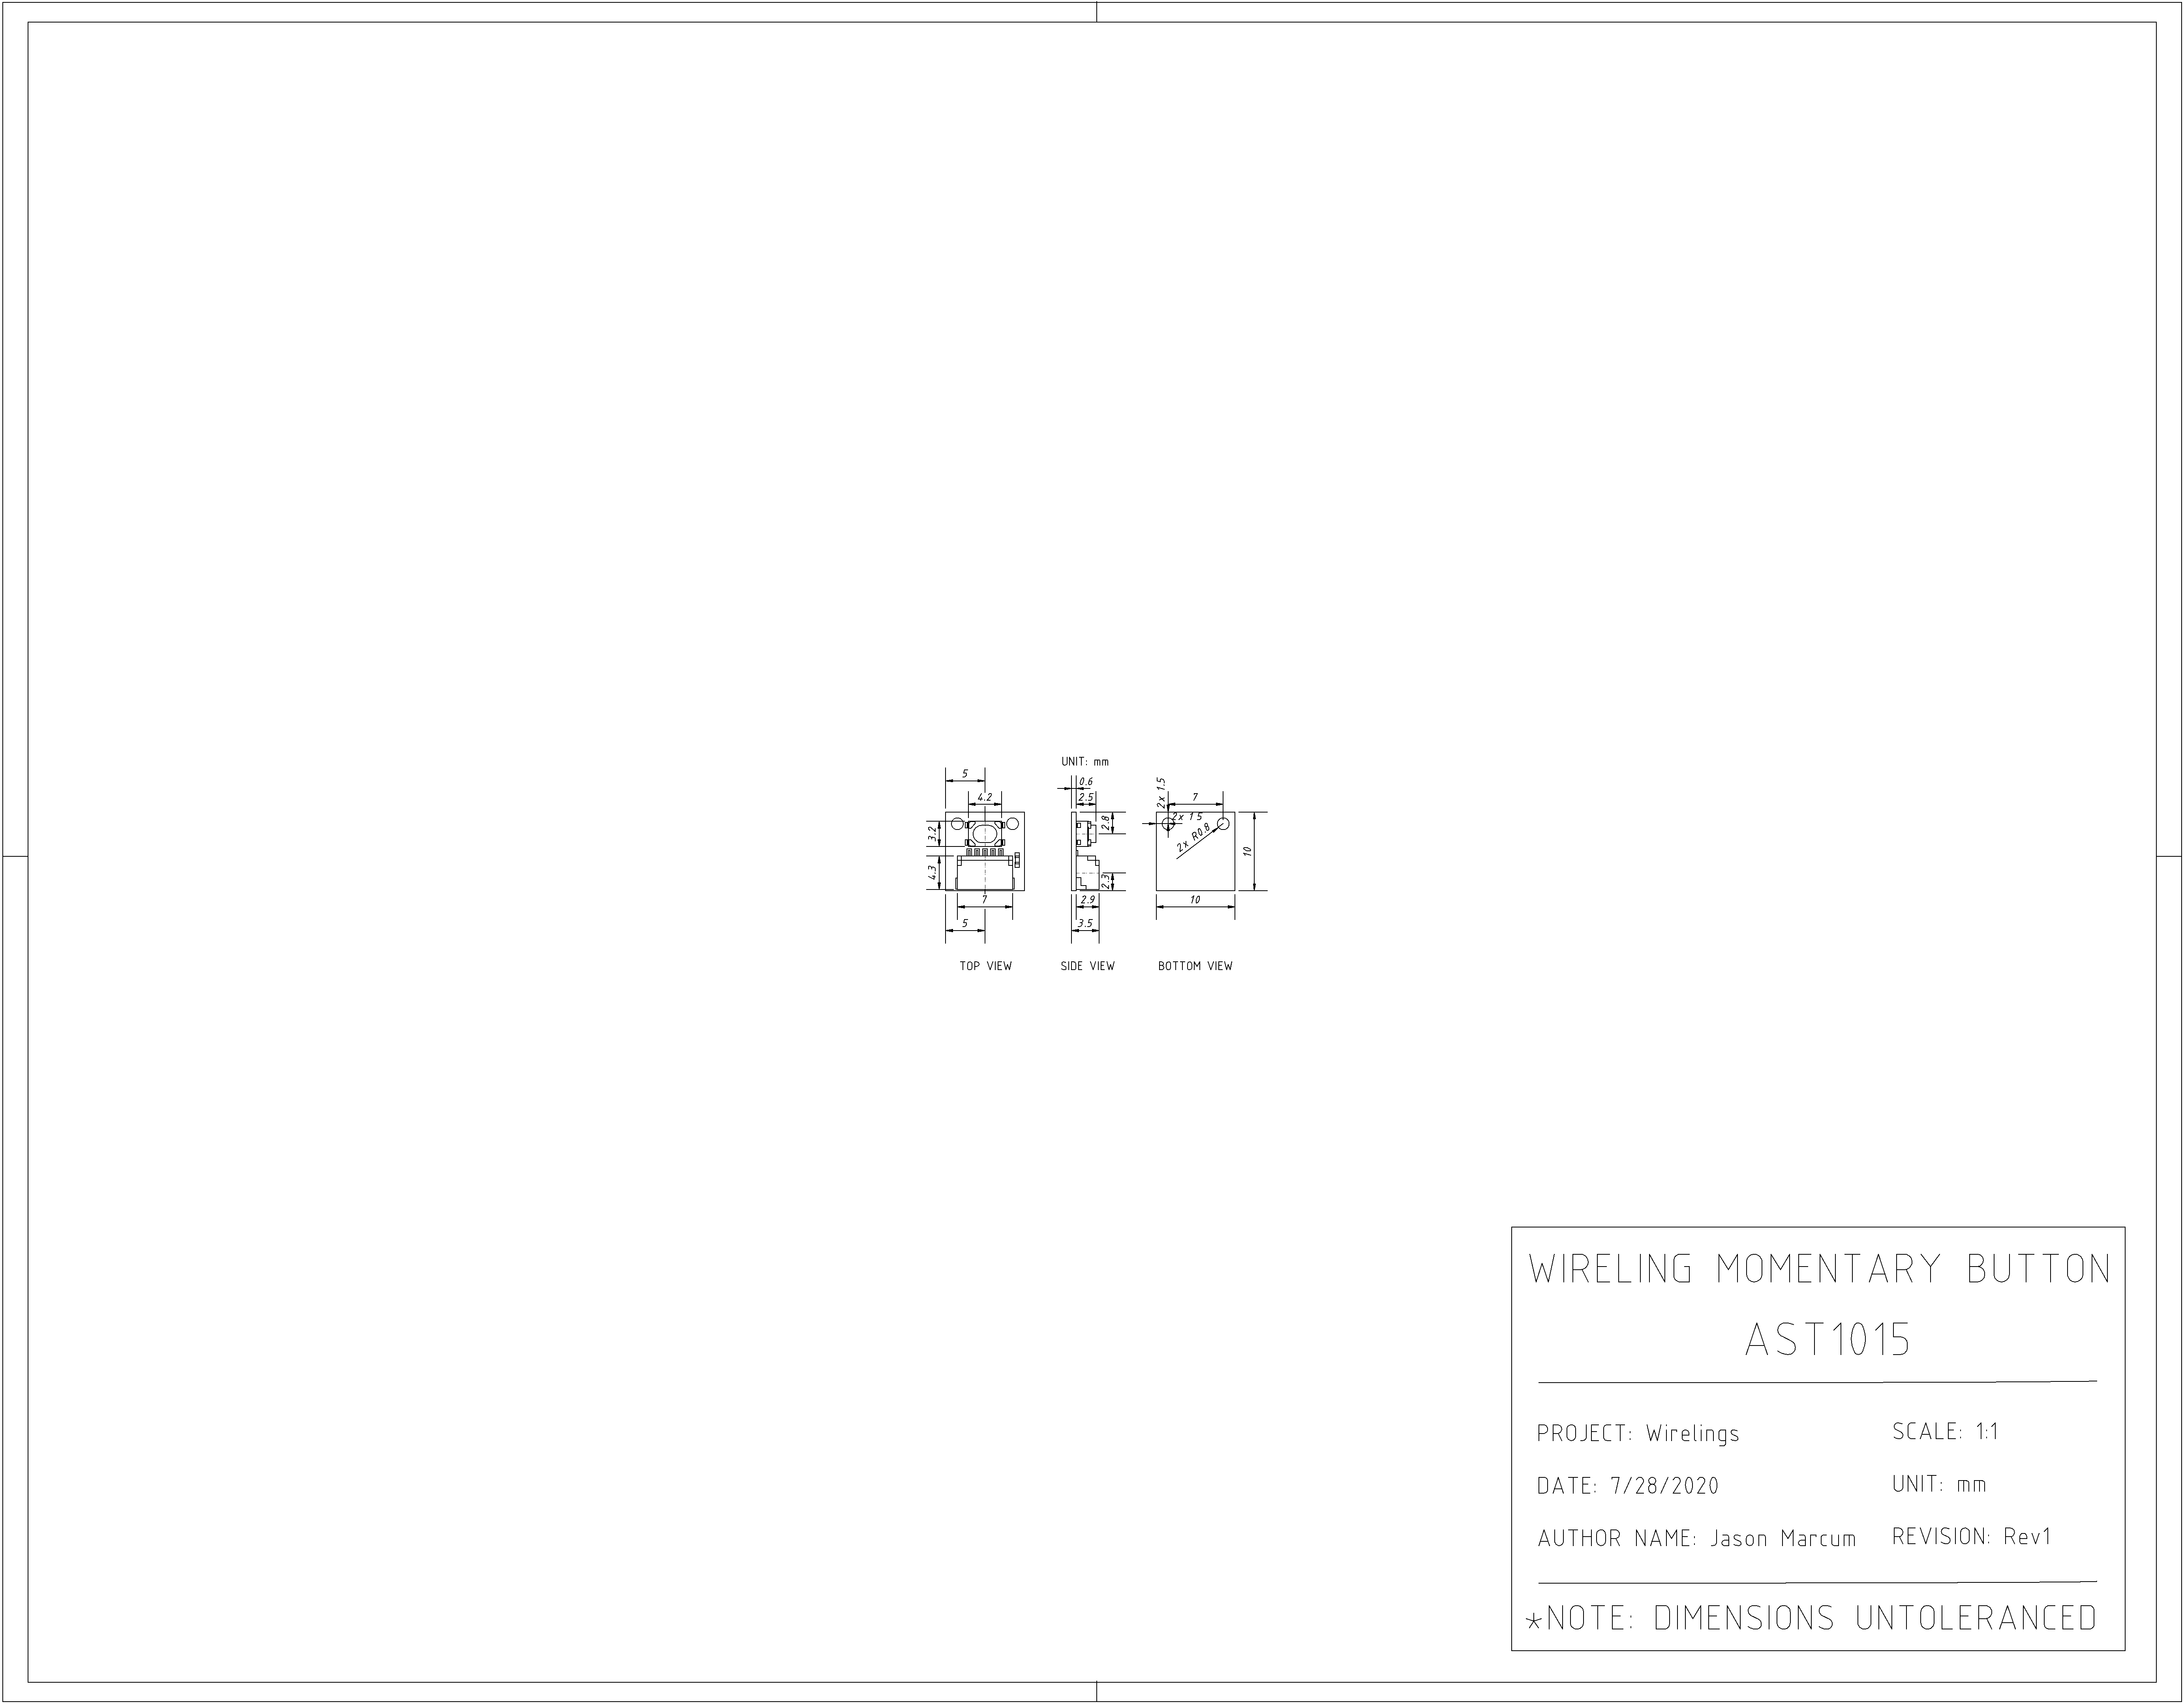 UNIT: mm
5
4.2
3.2
4.3
7
5
TOP VIEW
0.6
2.5
2.8
2.3
2.9
3.5
SIDE VIEW
2x 1.5
7
2x 1 5
2x R0.8
10
10
BOTTOM VIEW
WIRELING MOMENTARY BUTTON
AST1015
PROJECT: Wirelings
SCALE: 1:1
DATE: 7/28/2020
UNIT: mm
AUTHOR NAME: Jason Marcum
REVISION: Rev1
*NOTE: DIMENSIONS UNTOLERANCED